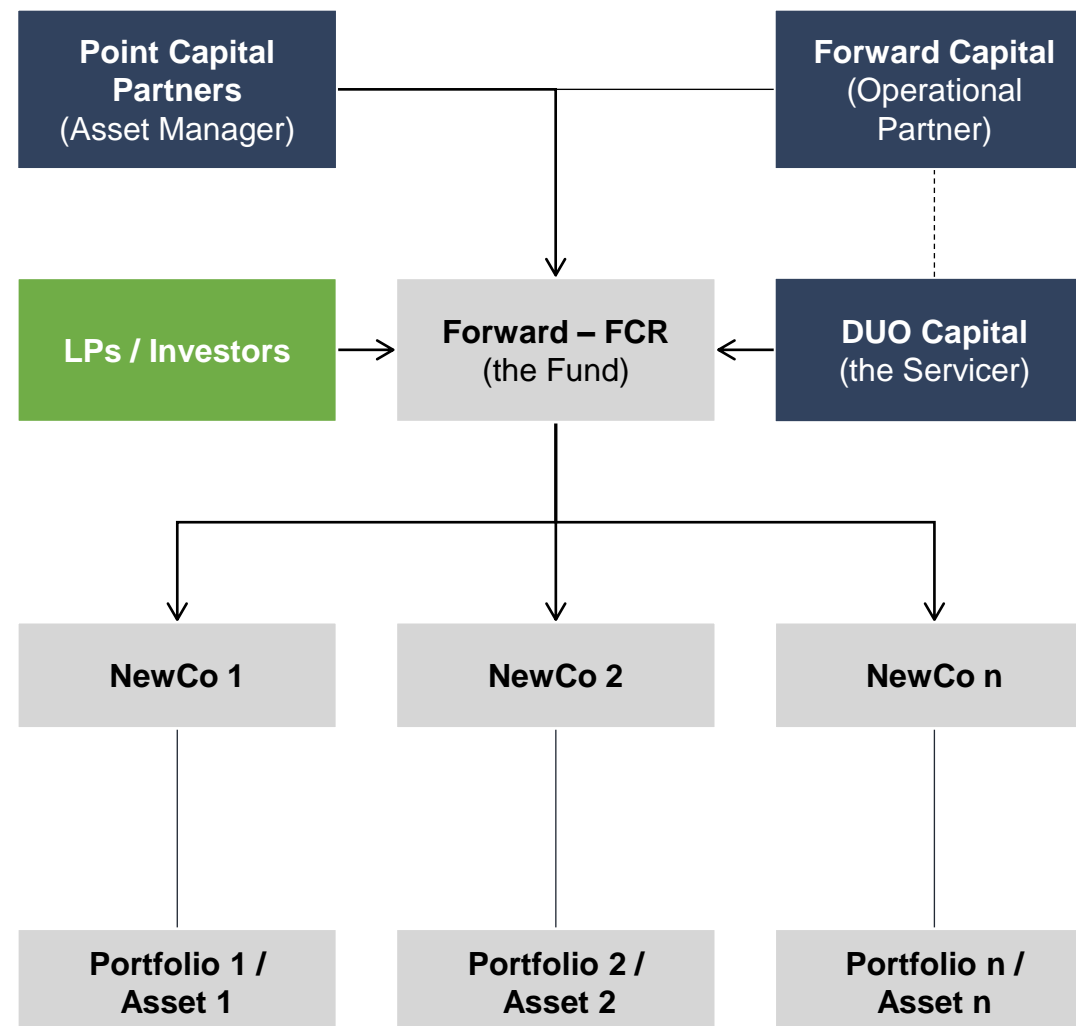 Point Capital
Partners
(Asset Manager)
Forward Capital
(Operational
Partner)
LPs / Investors
Forward – FCR
(the Fund)
DUO Capital
(the Servicer)
NewCo 1
NewCo 2
NewCo n
Portfolio 1 /
Asset 1
Portfolio 2 /
Asset 2
Portfolio n /
Asset n